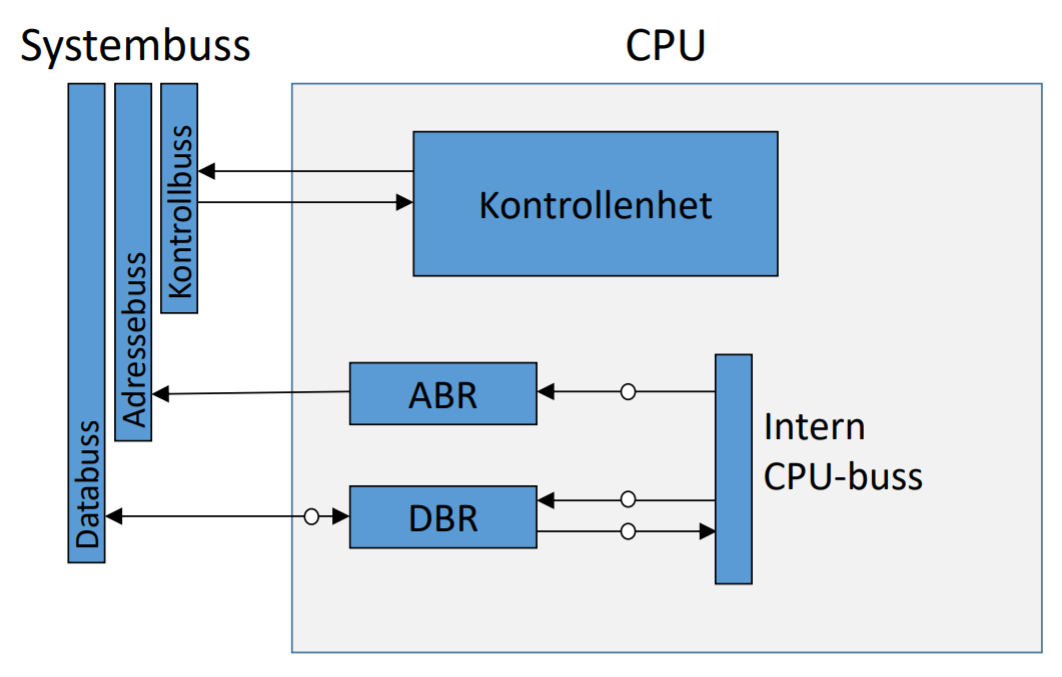 Systembuss
CPU
Kontrollbuss
Adressebuss
Databuss
Kontrollenhet
ABR
DBR
Intern
CPU-buss